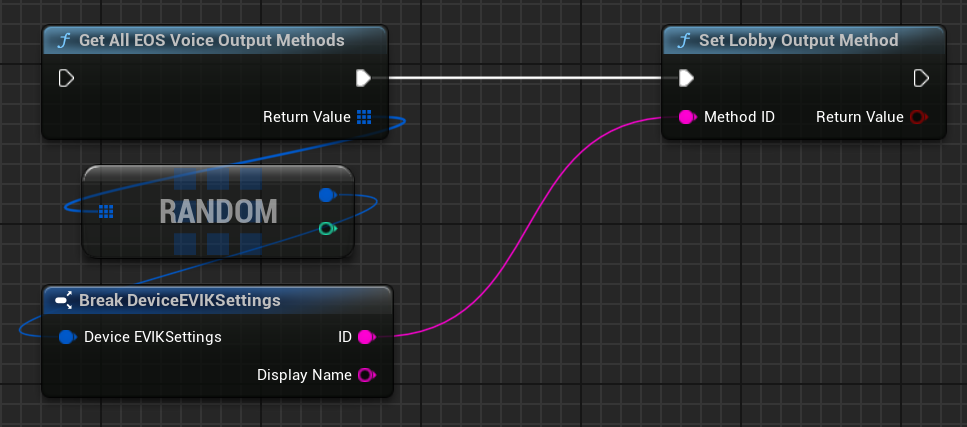 Get All EOS Voice Output Methods
Return Value
RANDOM
Break DeviceEVIKSettings
Device EVIKSettings
ID
Display Name
Set Lobby Output Method
Method ID
Return Value